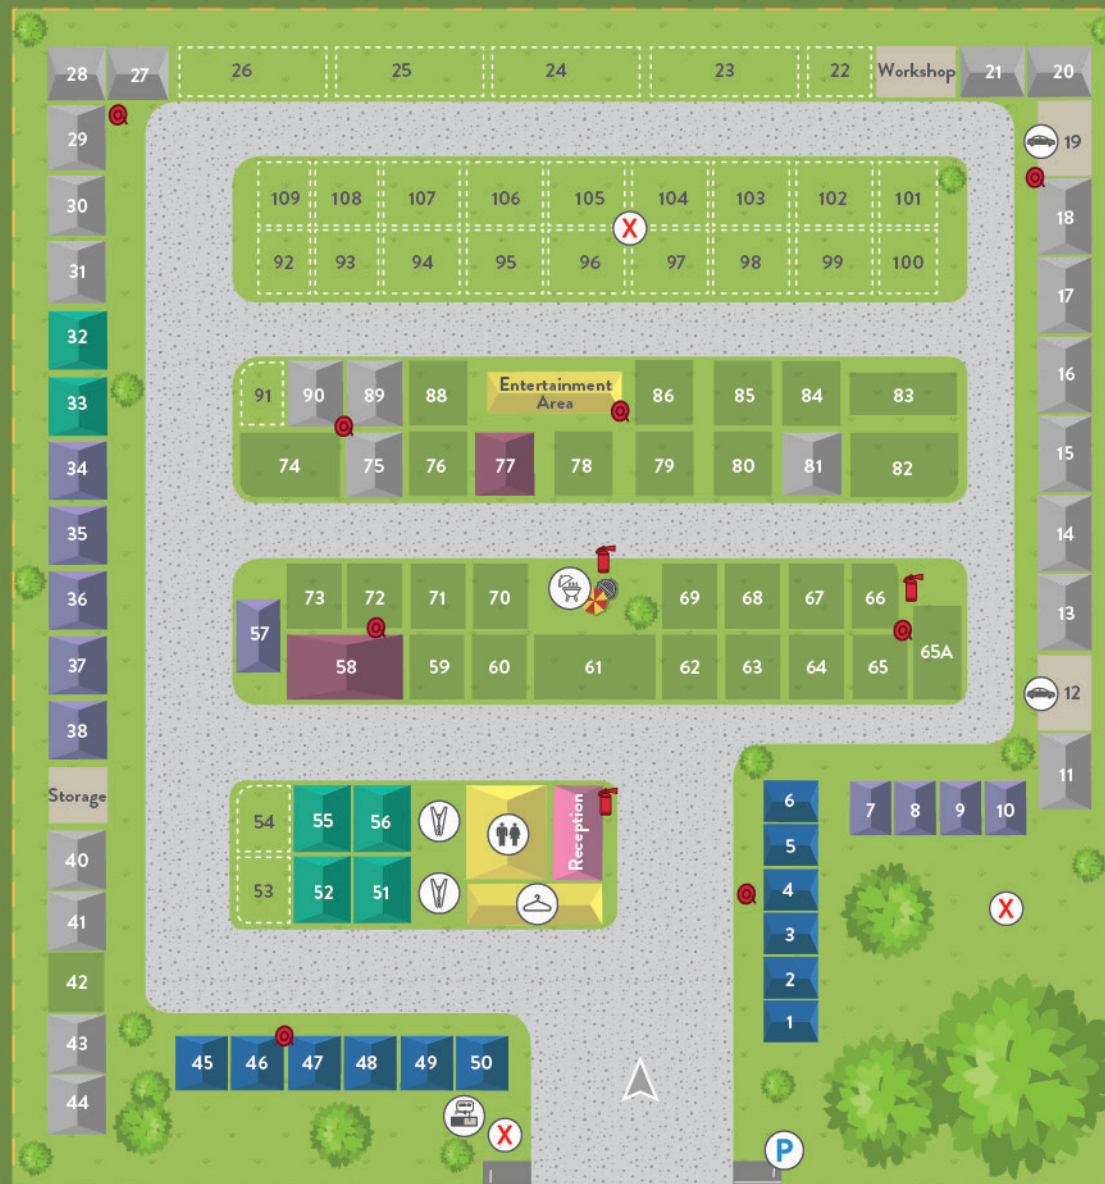 28 27 26 25 24 23 22 Workshop 21 20
29 19
30 109 108 107 106 105 104 103 102 101 18
X
31 92 93 94 95 96 97 98 99 100 17
32
33 91 90 89 88 Entertainment
Area 86 85 84 83 16
34 74 75 76 77 78 79 80 81 82 15
35 14
36 73 72 71 70 69 68 67 66 13
37 57 58 59 60 61 62 63 64 65 65A
12
38
Storage 11
54 55 56 Reception 6 7 8 9 10
40 5
41 53 52 51 4 X
3
42 2
43 1
45 46 47 48 49 50
44
X
P